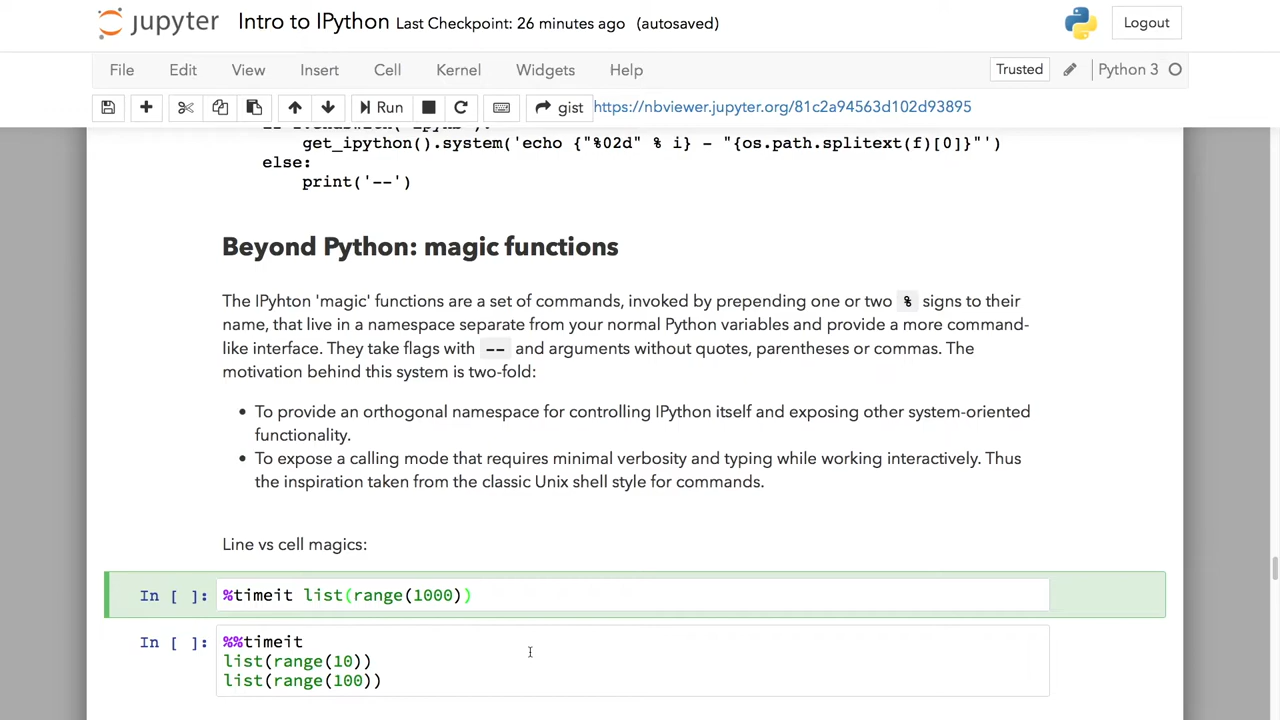 jupyter Intro to IPython Last Checkpoint: 26 minutes ago (autosaved) Logout
File Edit View Insert Cell Kernel Widgets Help Trusted Python 3
Run gist https://nbviewer.jupyter.org/81c2a94563d102d93895
get_ipython().system('echo {"%02d" % i} - "{os.path.splitext(f)[0]}"')
else:
print('--')
Beyond Python: magic functions
The IPyhton 'magic' functions are a set of commands, invoked by prepending one or two % signs to their
name, that live in a namespace separate from your normal Python variables and provide a more command-
like interface. They take flags with -- and arguments without quotes, parentheses or commas. The
motivation behind this system is two-fold:
• To provide an orthogonal namespace for controlling IPython itself and exposing other system-oriented
functionality.
• To expose a calling mode that requires minimal verbosity and typing while working interactively. Thus
the inspiration taken from the classic Unix shell style for commands.
Line vs cell magics:
In [ ]: %timeit list(range(1000))
In [ ]: %%timeit
list(range(10))
list(range(100))